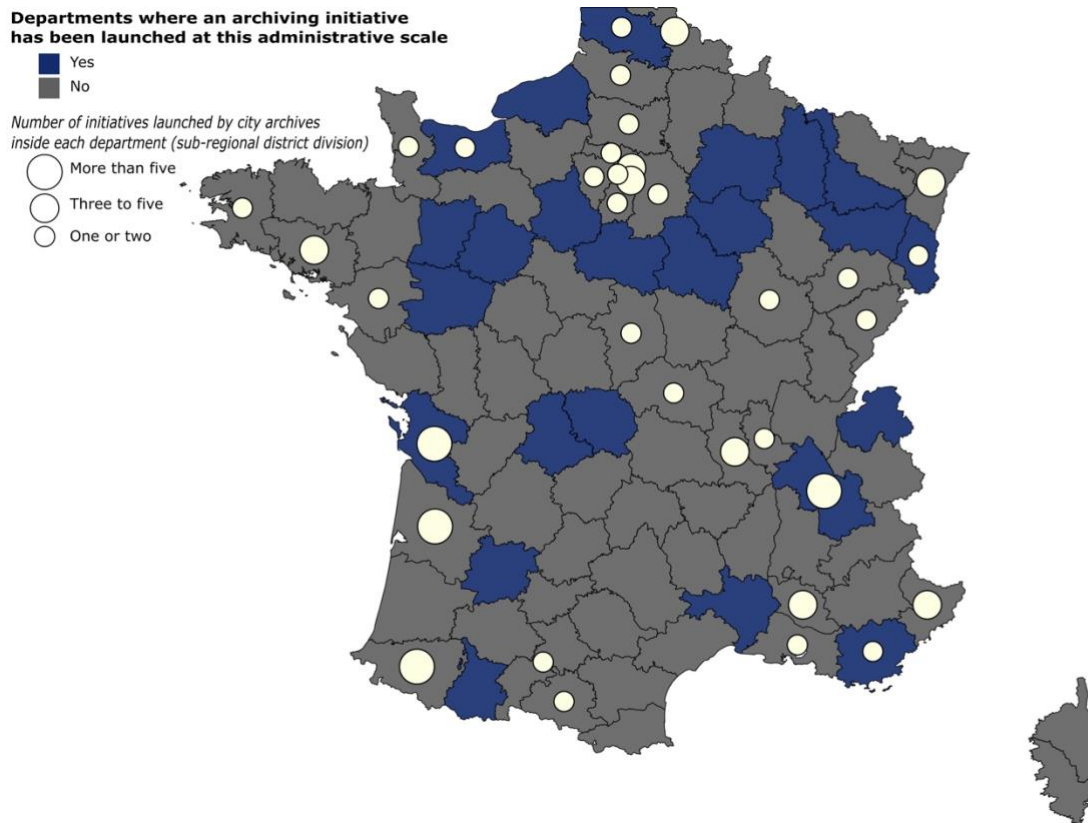 Departments where an archiving initiative
has been launched at this administrative scale
Yes
No
Number of initiatives launched by city archives
inside each department (sub-regional district division)
More than five
Three to five
One or two